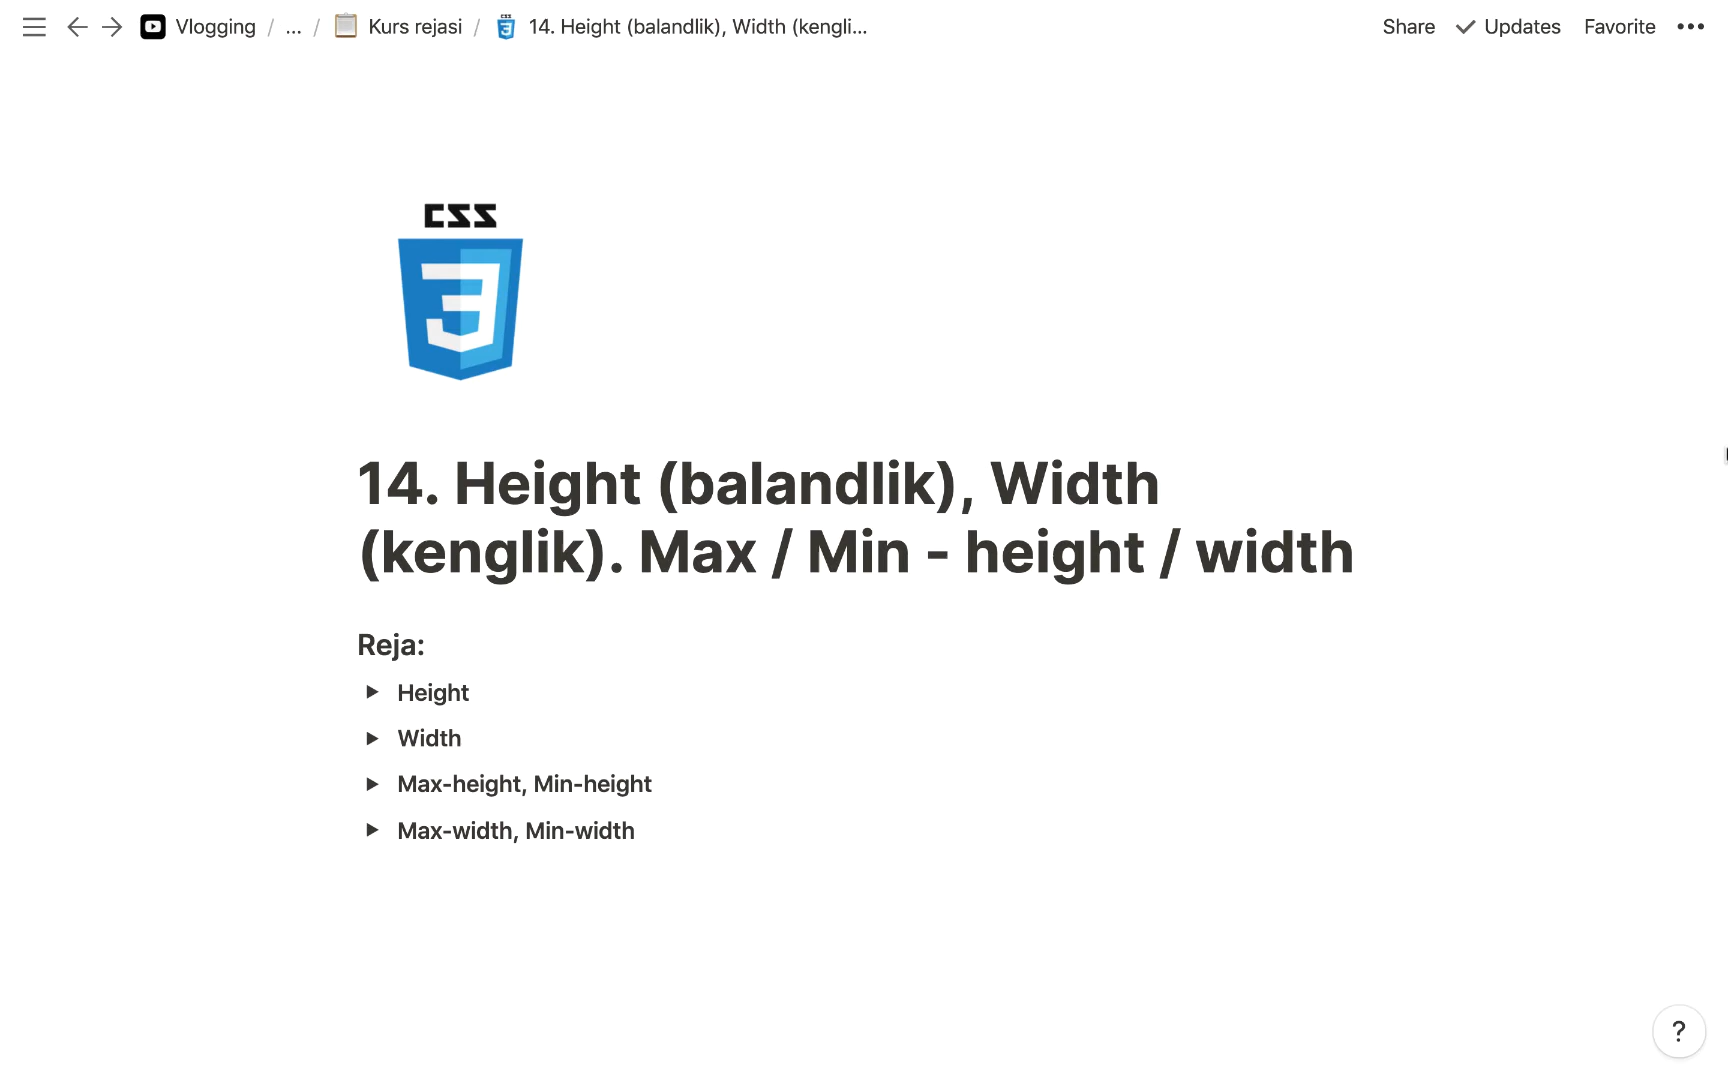 Vlogging / ... / Kurs rejasi / 14. Height (balandlik), Width (kengli...
Share Updates Favorite
CSS
3
14. Height (balandlik), Width
(kenglik). Max / Min - height / width
Reja:
Height
Width
Max-height, Min-height
Max-width, Min-width
?